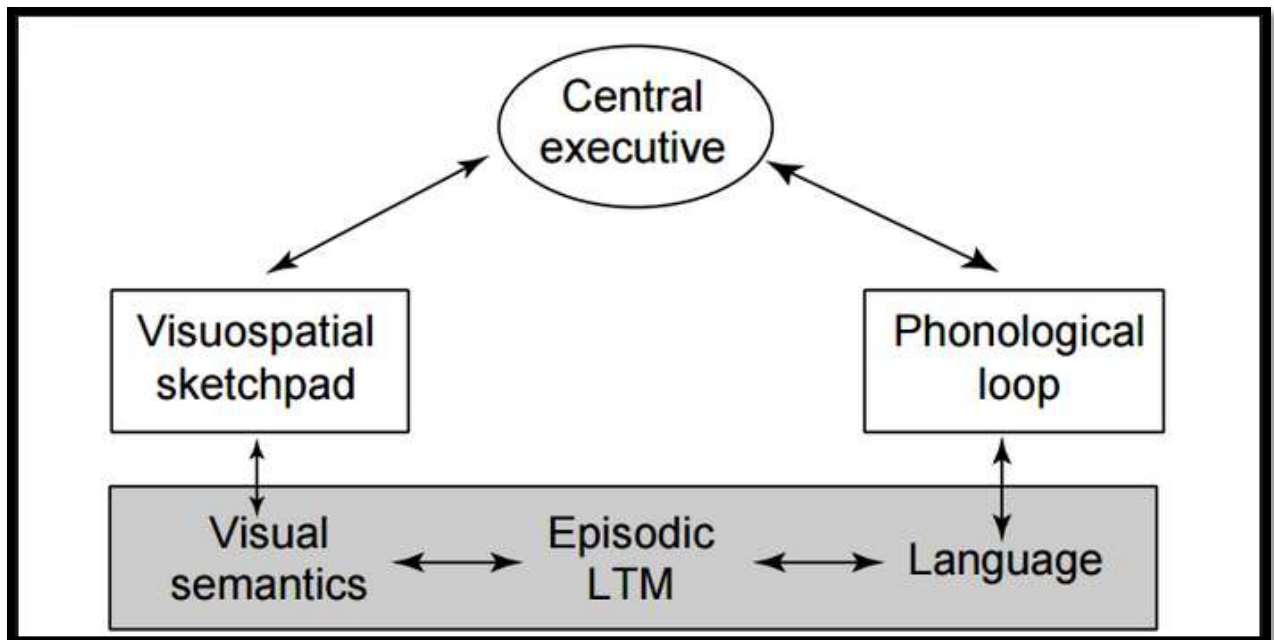 Central
executive
Visuospatial
sketchpad
Phonological
loop
Visual
semantics
Episodic
LTM
Language